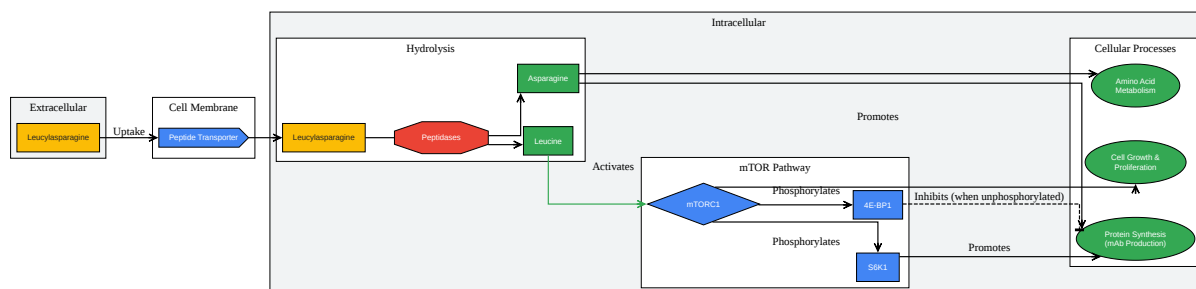 Intracellular
Hydrolysis
Cellular Processes
Asparagine
Amino Acid
Metabolism
Extracellular
Cell Membrane
Leucylasparagine
Uptake
Peptide Transporter
Leucylasparagine
Peptidases
Leucine
Promotes
Cell Growth &
Proliferation
Activates
mTOR Pathway
mTORC1
Phosphorylates
4E-BP1
Inhibits (when unphosphorylated)
Protein Synthesis
(mAb Production)
Phosphorylates
S6K1
Promotes